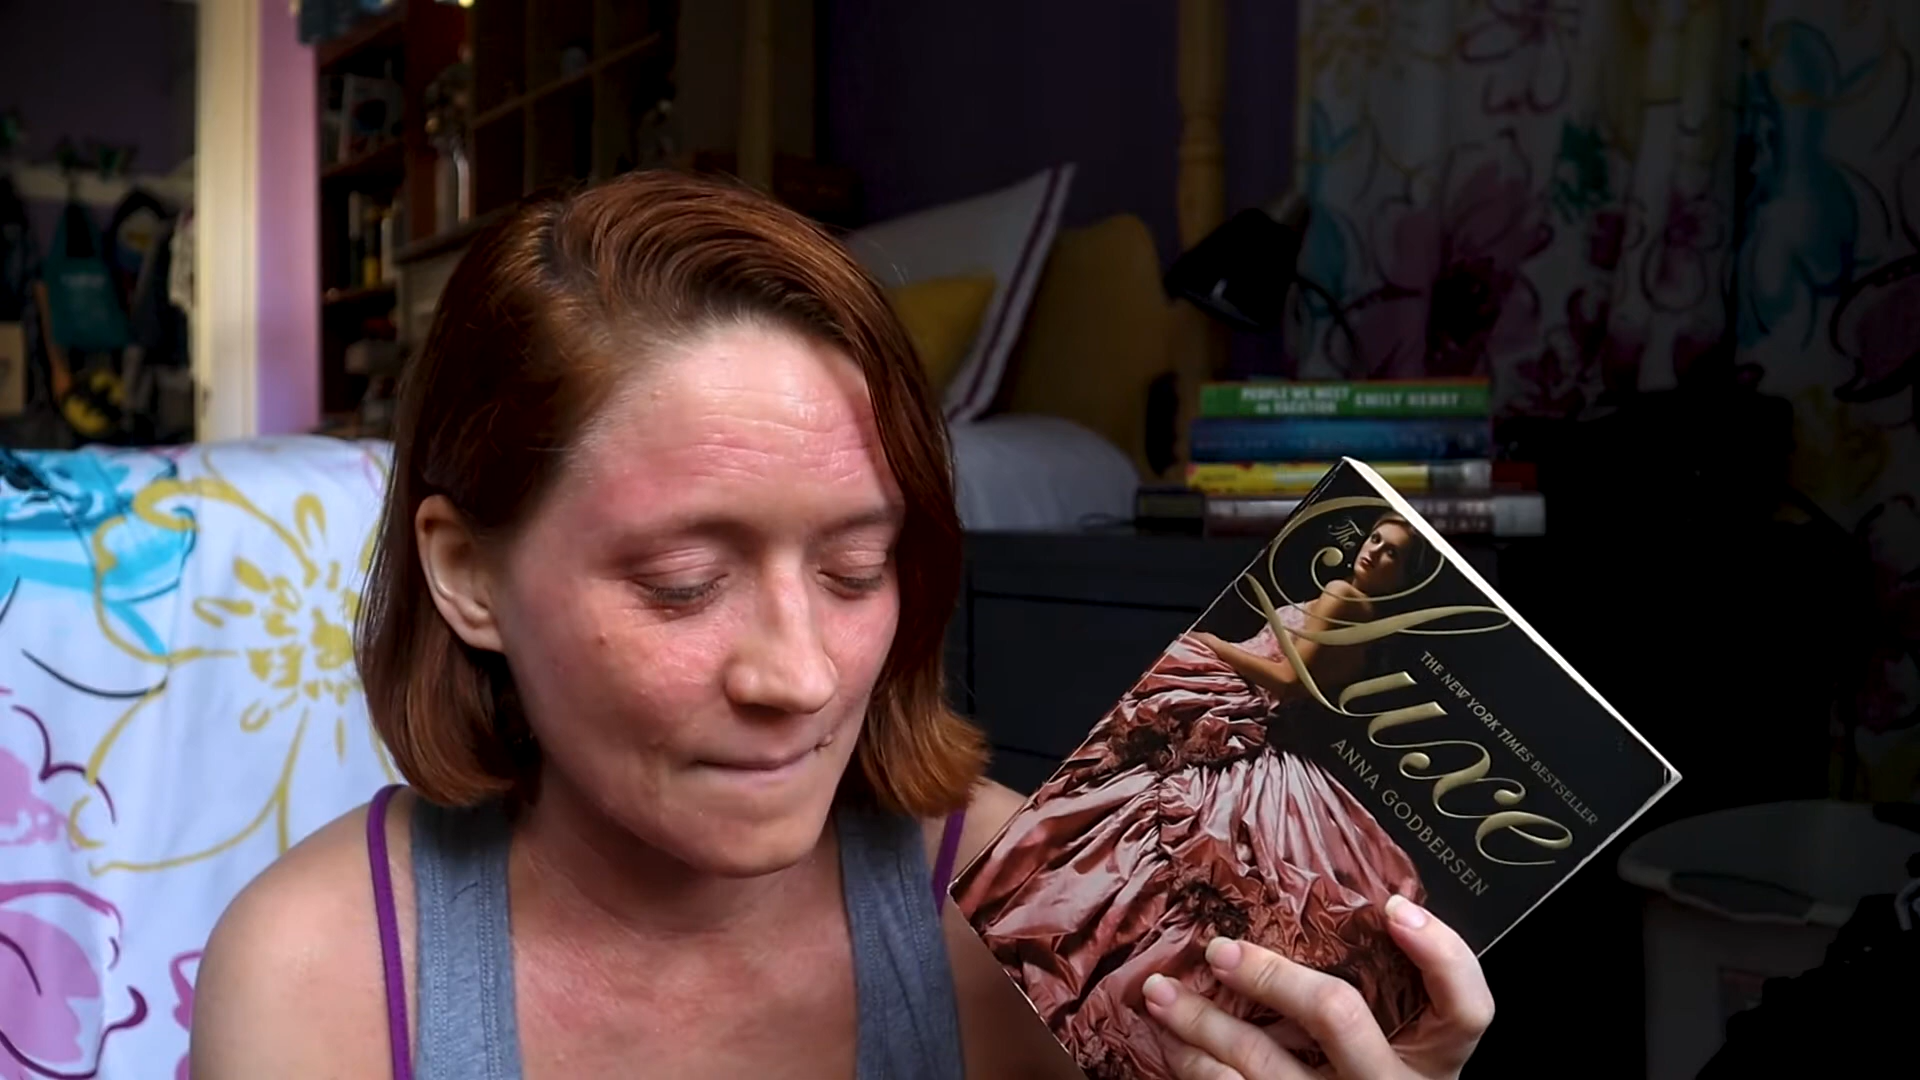 PEOPLE WE MEET
ON VACATION
EMILY HENRY
The
Luxe
THE NEW YORK TIMES BESTSELLER
ANNA GODBERSEN